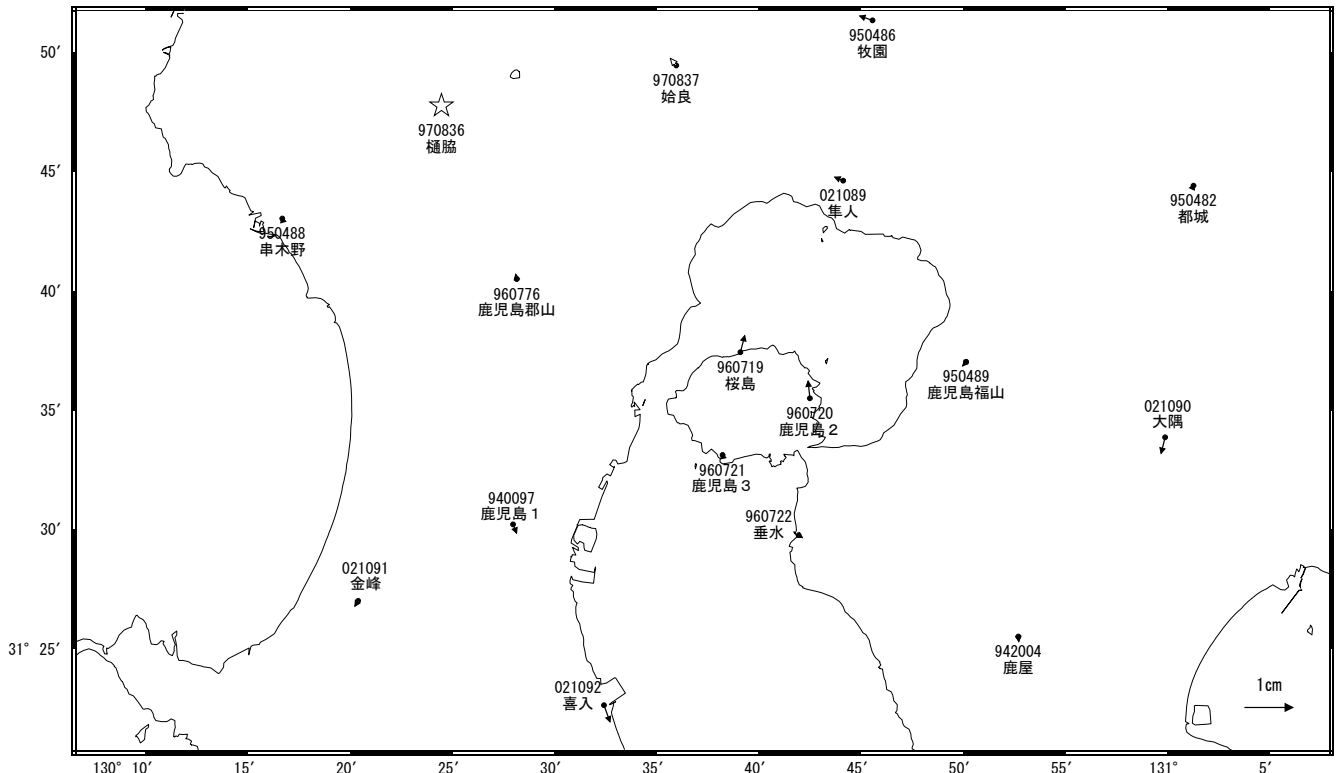 50′
950486
牧園
970837
姶良
970836
樋脇
45′
021089
隼人
950482
都城
950488
串木野
40′
960776
鹿児島郡山
960719
桜島
950489
鹿児島福山
35′
021090
大隅
960720
鹿児島２
960721
鹿児島３
940097
鹿児島１
960722
垂水
30′
021091
金峰
31° 25′
942004
鹿屋
021092
喜入
1cm
130° 10′ 15′ 20′ 25′ 30′ 35′ 40′ 45′ 50′ 55′ 131° 5′